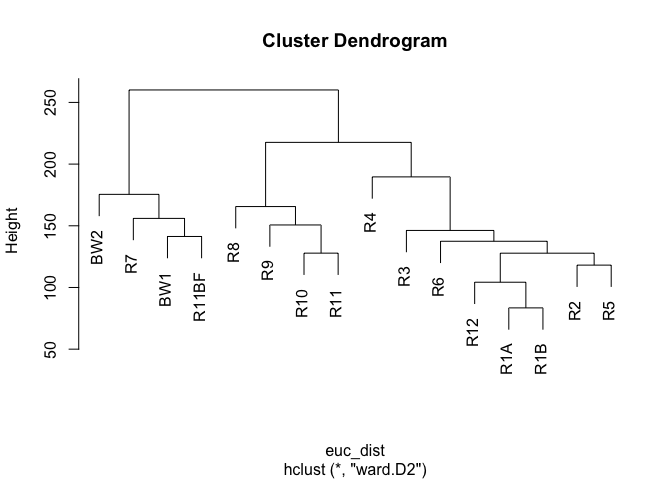 Cluster Dendrogram
Height
250
200
150
100
50
BW2
R7
BW1
R11BF
R8
R9
R10
R11
R4
R3
R6
R12
R1A
R1B
R2
R5
euc_dist
hclust (*, "ward.D2")